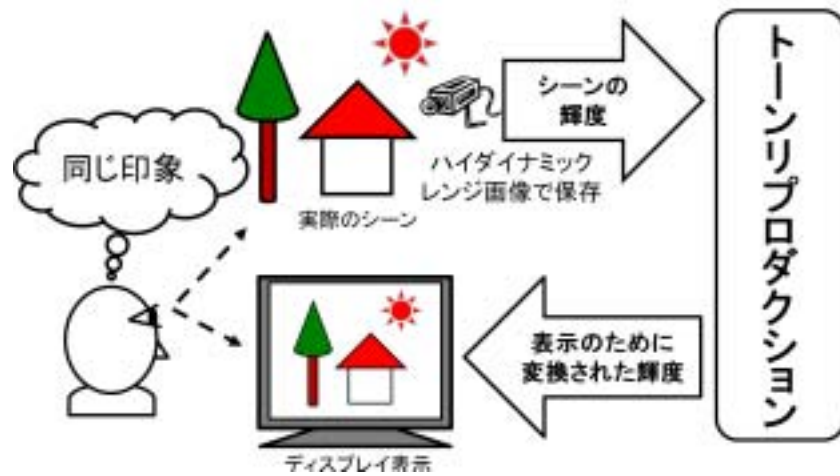 同じ印象
実際のシーン
ハイダイナミック
レンジ画像で保存
シーンの
輝度
トーンリプロダクション
表示のために
変換された輝度
ディスプレイ表示